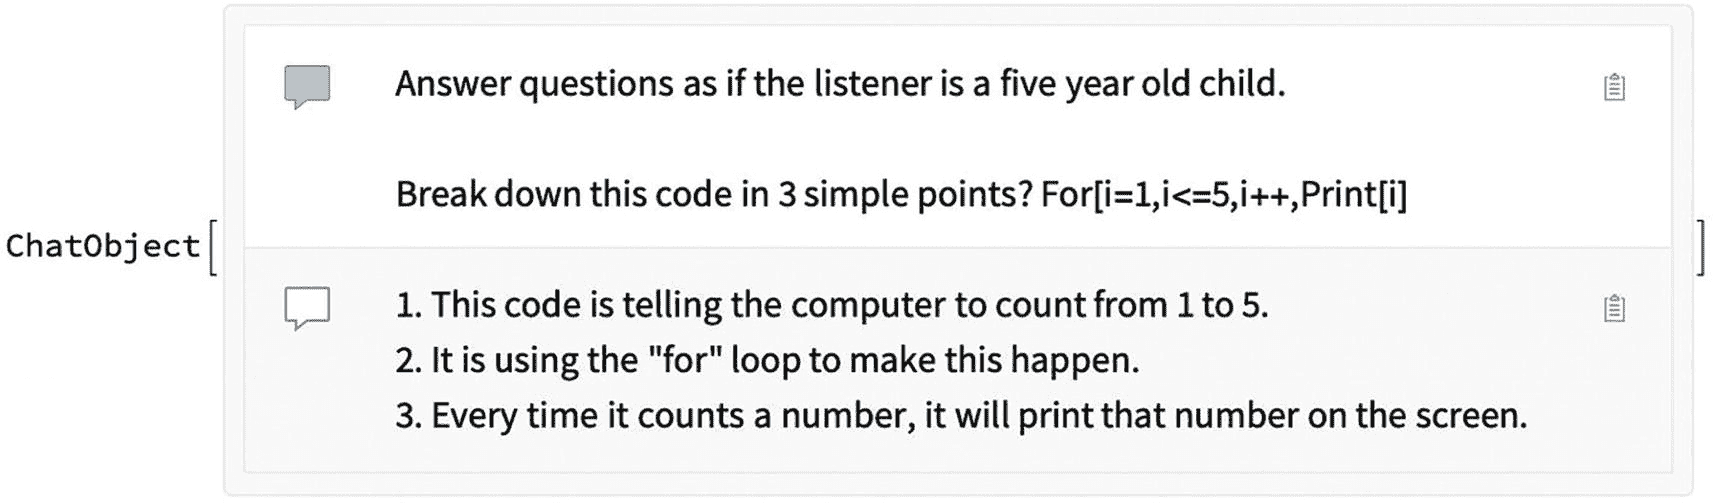 Answer questions as if the listener is a five year old child.
Break down this code in 3 simple points? For[i=1,i<=5,i++,Print[i]
ChatObject[ ]
1. This code is telling the computer to count from 1 to 5.
2. It is using the "for" loop to make this happen.
3. Every time it counts a number, it will print that number on the screen.